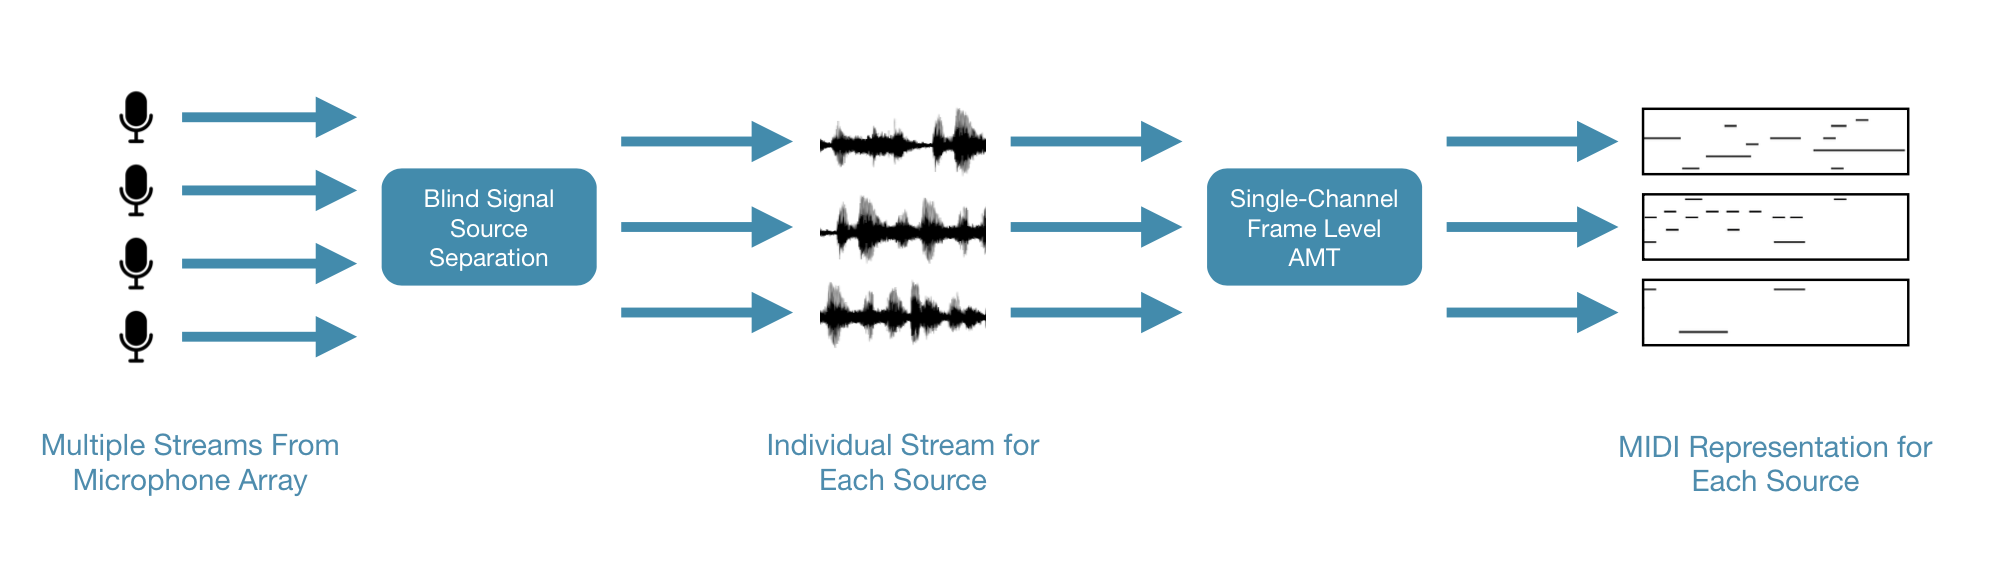 Blind Signal
Source
Separation
Single-Channel
Frame Level
AMT
Multiple Streams From
Microphone Array
Individual Stream for
Each Source
MIDI Representation for
Each Source